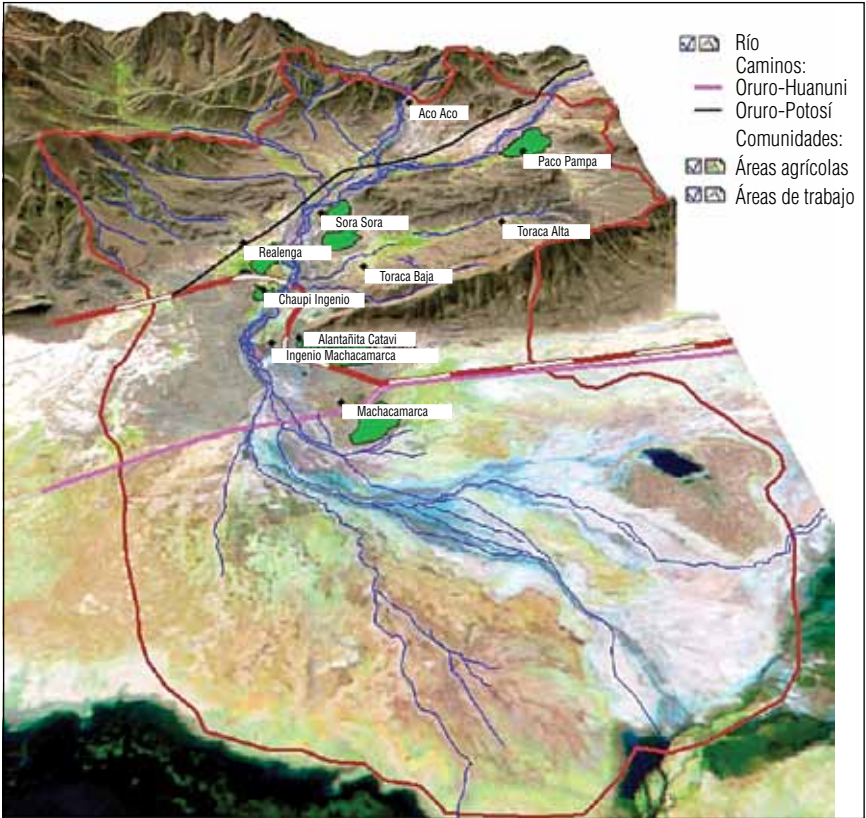 Río
Caminos:
Oruro-Huanuni
Oruro-Potosí
Comunidades:
Áreas agrícolas
Áreas de trabajo
Aco Aco
Paco Pampa
Sora Sora
Toraca Alta
Realenga
Toraca Baja
Chaupi Ingenio
Alantañita Catavi
Ingenio Machacamarca
Machacamarca